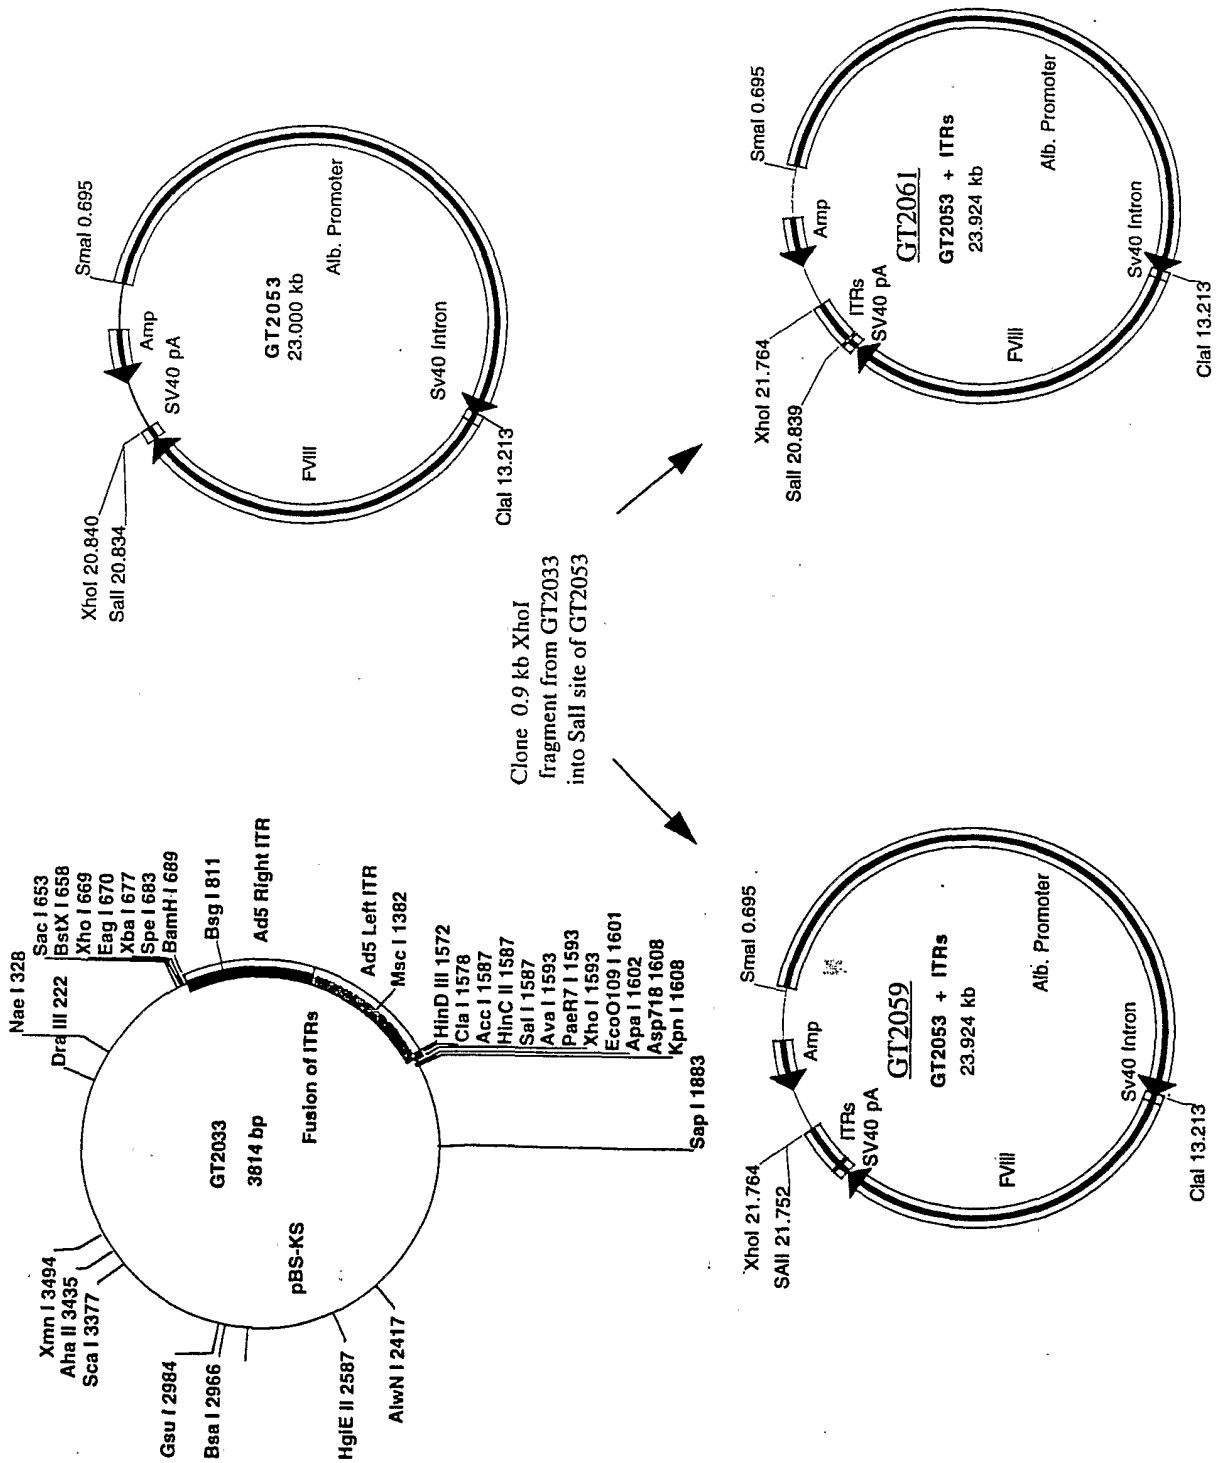 Nae I 328
Dra III 222
Sac I 653
BstX I 658
Xho I 669
Eag I 670
Xba I 677
Spe I 683
BamH I 689
Bsg I 811
Ad5 Right ITR
Ad5 Left ITR
Msc I 1382
HinD III 1572
Cla I 1578
Acc I 1587
HinC II 1587
Sal I 1587
Ava I 1593
PaeR7 I 1593
Xho I 1593
EcoO109 I 1601
Apa I 1602
Asp718 1608
Kpn I 1608
Sap I 1883
AlwN I 2417
HgiE II 2587
Bsa I 2966
Gsu I 2984
Sca I 3377
Aha II 3435
Xmn I 3494
GT2033
3814 bp
Fusion of ITRs
pBS-KS
XhoI 20.840
SalI 20.834
SmaI 0.695
Amp
SV40 pA
GT2053
23.000 kb
Alb. Promoter
Sv40 Intron
FVIII
ClaI 13.213
Clone 0.9 kb XhoI
fragment from GT2033
into SalI site of GT2053
XhoI 21.764
SAlI 21.752
SmaI 0.695
Amp
ITRs
SV40 pA
GT2059
GT2053 + ITRs
23.924 kb
Alb. Promoter
Sv40 Intron
FVIII
ClaI 13.213
XhoI 21.764
SalI 20.839
SmaI 0.695
Amp
ITRs
SV40 pA
GT2061
GT2053 + ITRs
23.924 kb
Alb. Promoter
Sv40 Intron
FVIII
ClaI 13.213